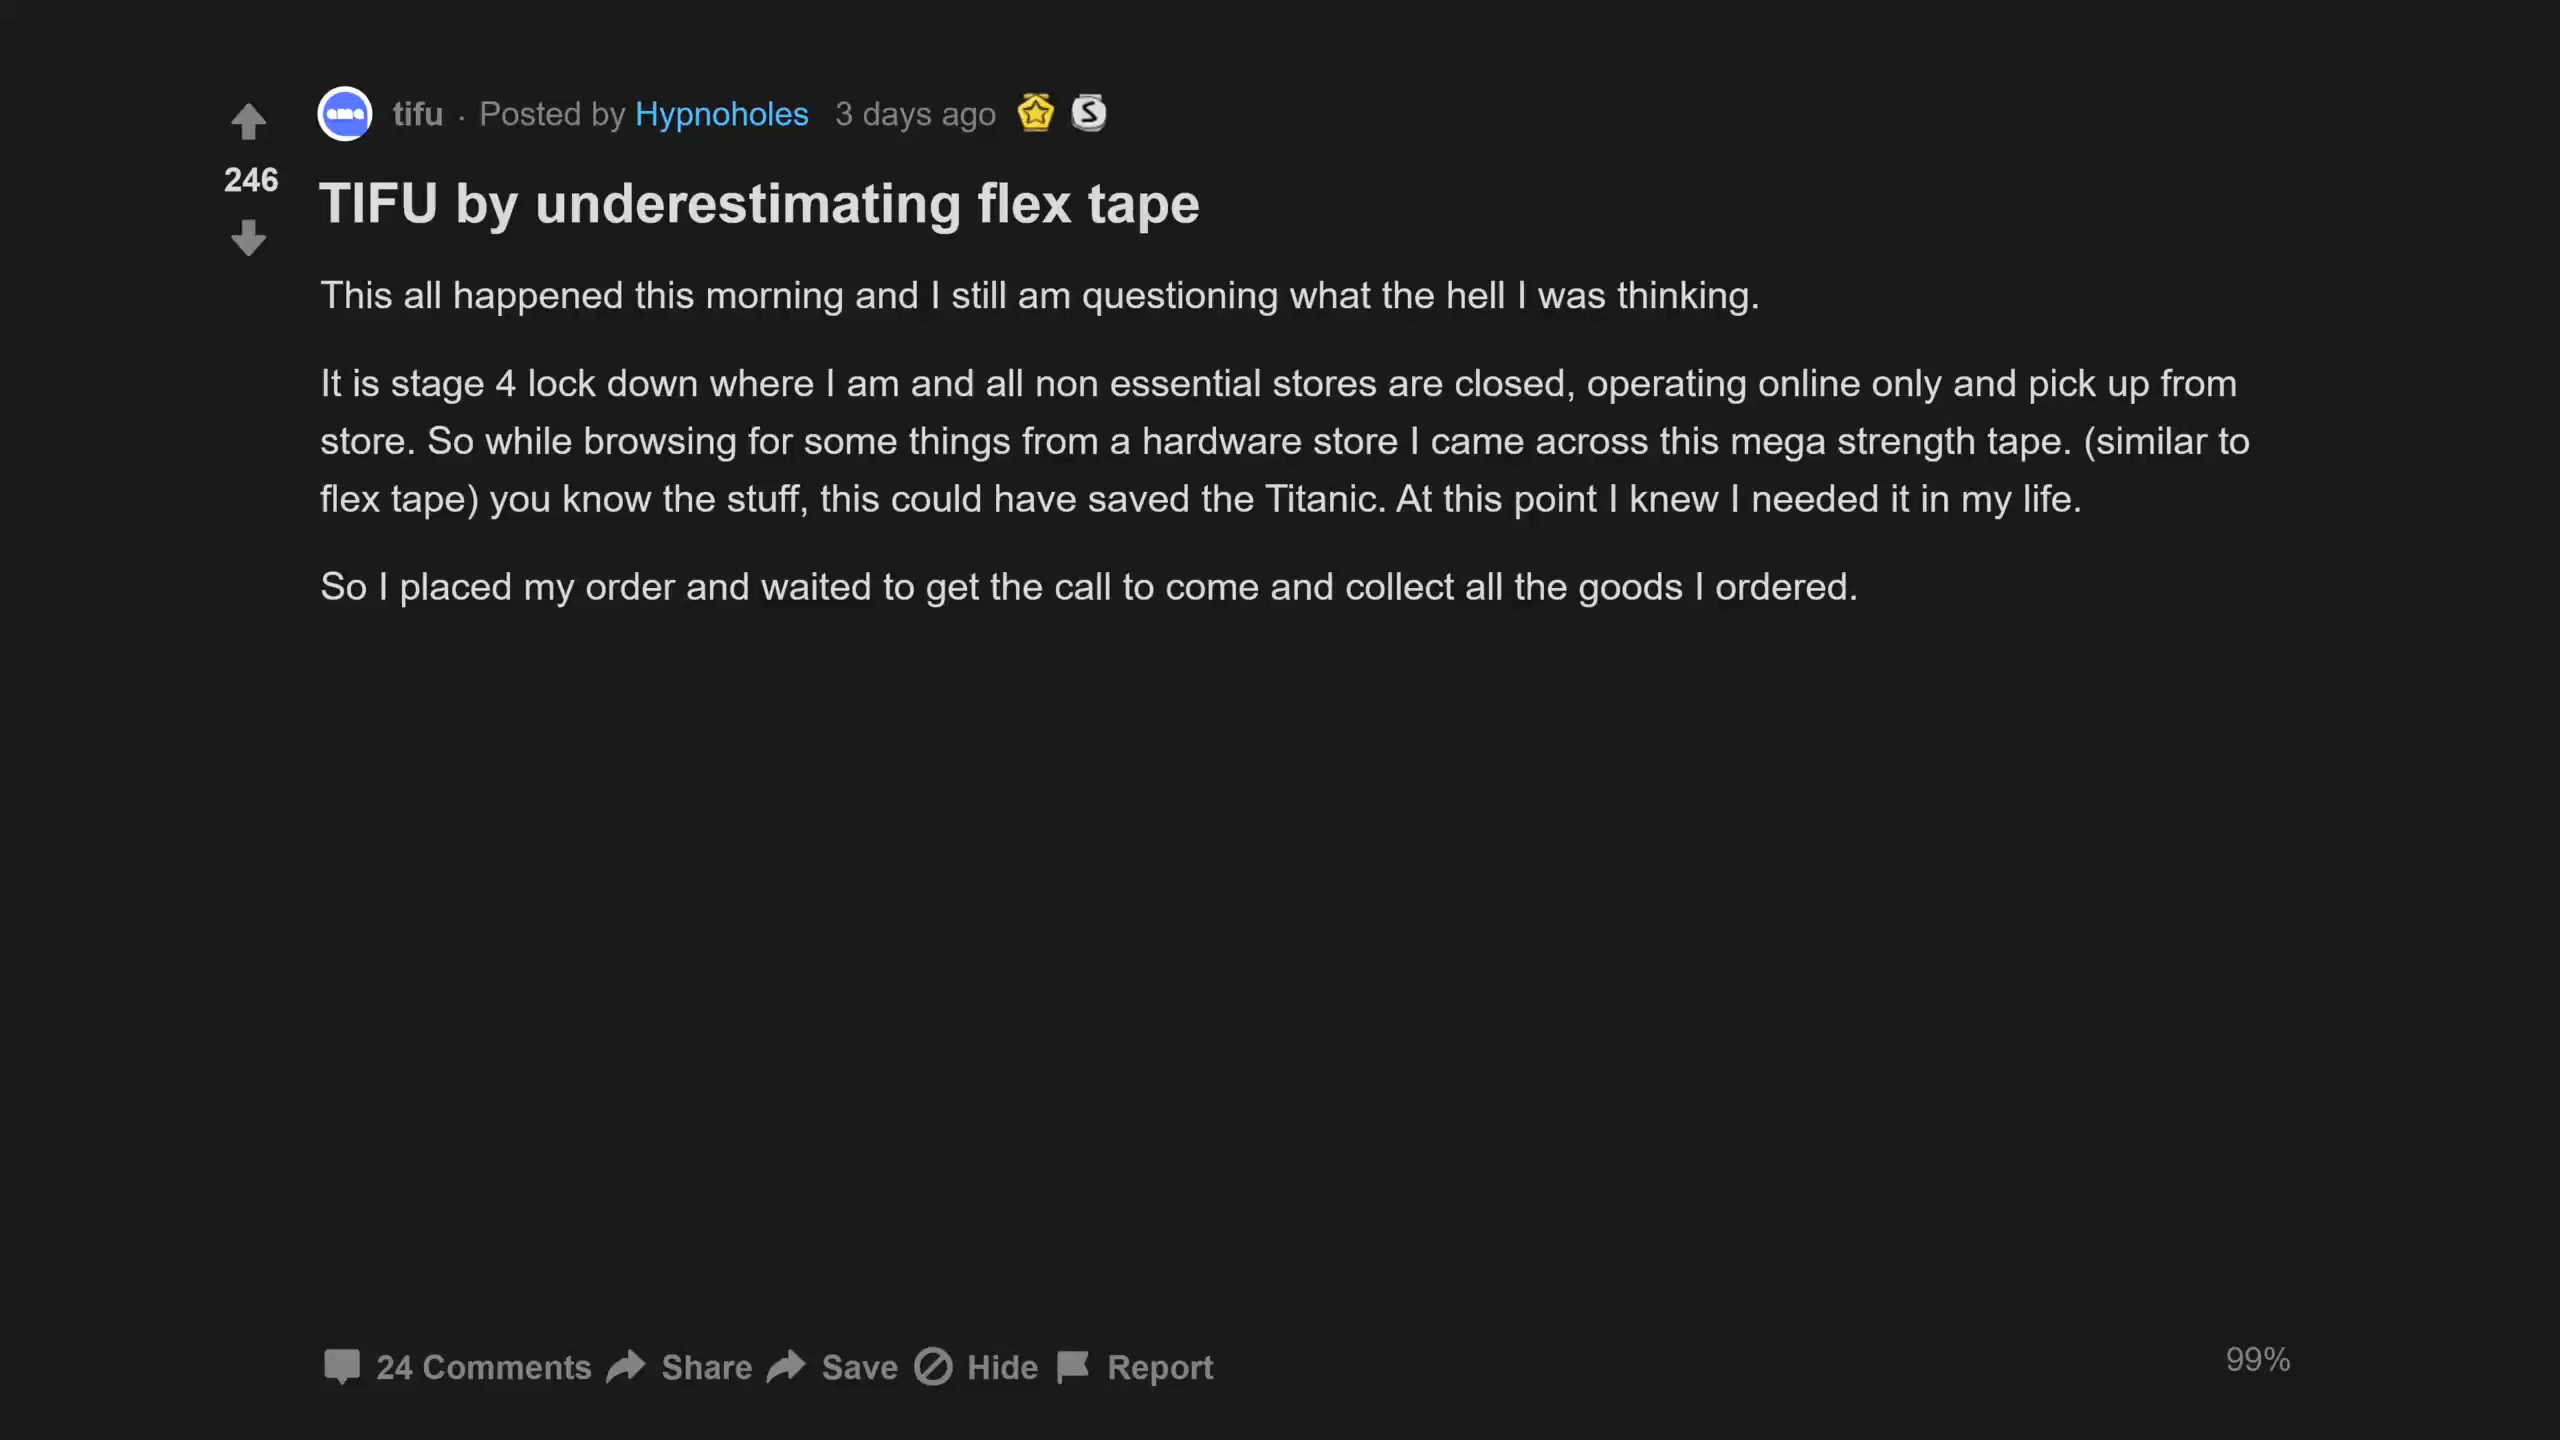 ama tifu · Posted by Hypnoholes 3 days ago S
246
TIFU by underestimating flex tape
This all happened this morning and I still am questioning what the hell I was thinking.
It is stage 4 lock down where I am and all non essential stores are closed, operating online only and pick up from
store. So while browsing for some things from a hardware store I came across this mega strength tape. (similar to
flex tape) you know the stuff, this could have saved the Titanic. At this point I knew I needed it in my life.
So I placed my order and waited to get the call to come and collect all the goods I ordered.
24 Comments Share Save Hide Report
99%